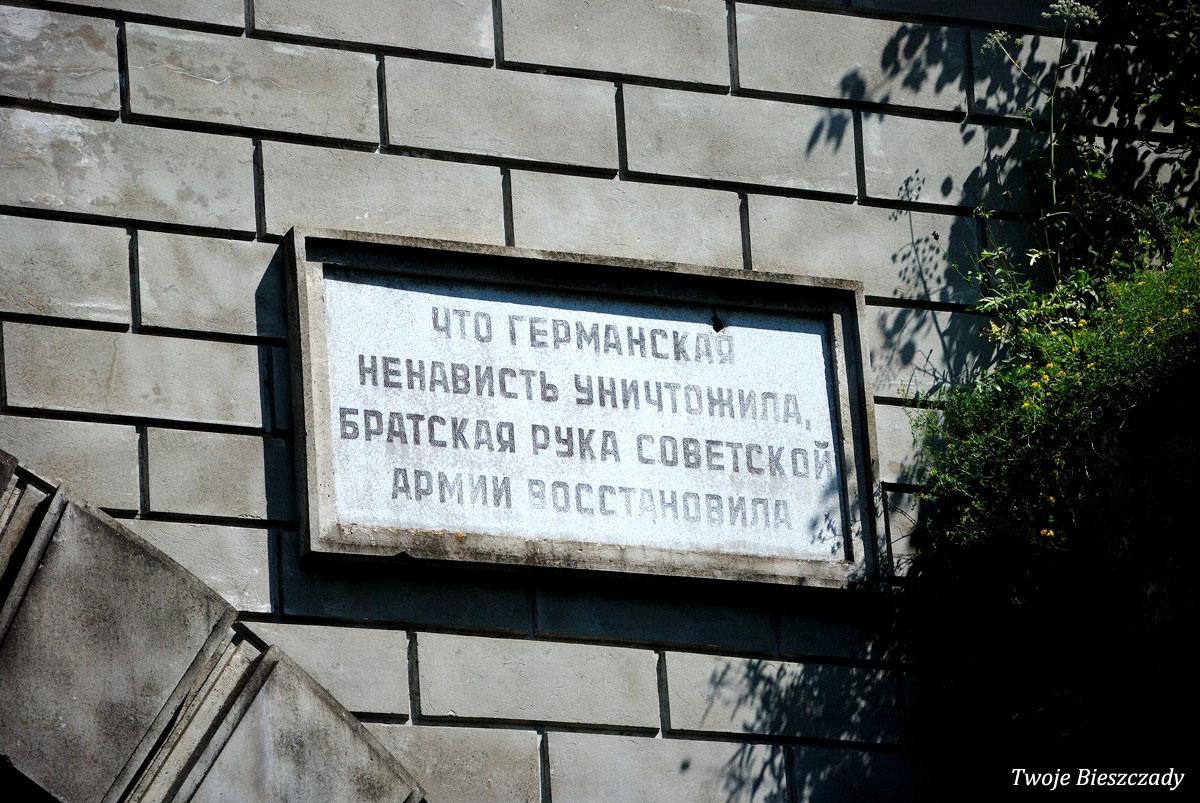 ЧТО ГЕРМАНСКАЯ
НЕНАВИСТЬ УНИЧТОЖИЛА,
БРАТСКАЯ РУКА СОВЕТСКОЙ
АРМИИ ВОССТАНОВИЛА
Twoje Bieszczady